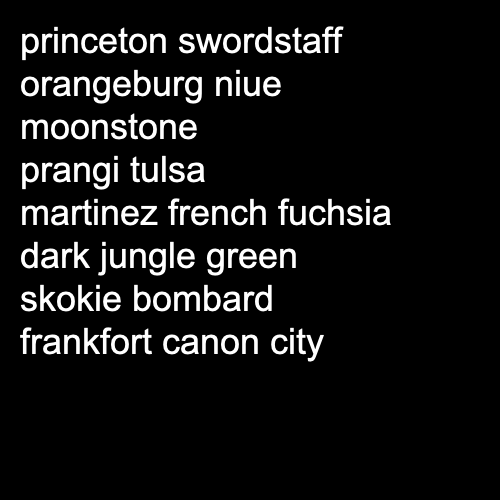 princeton swordstaff
orangeburg niue
moonstone
prangi tulsa
martinez french fuchsia
dark jungle green
skokie bombard
frankfort canon city